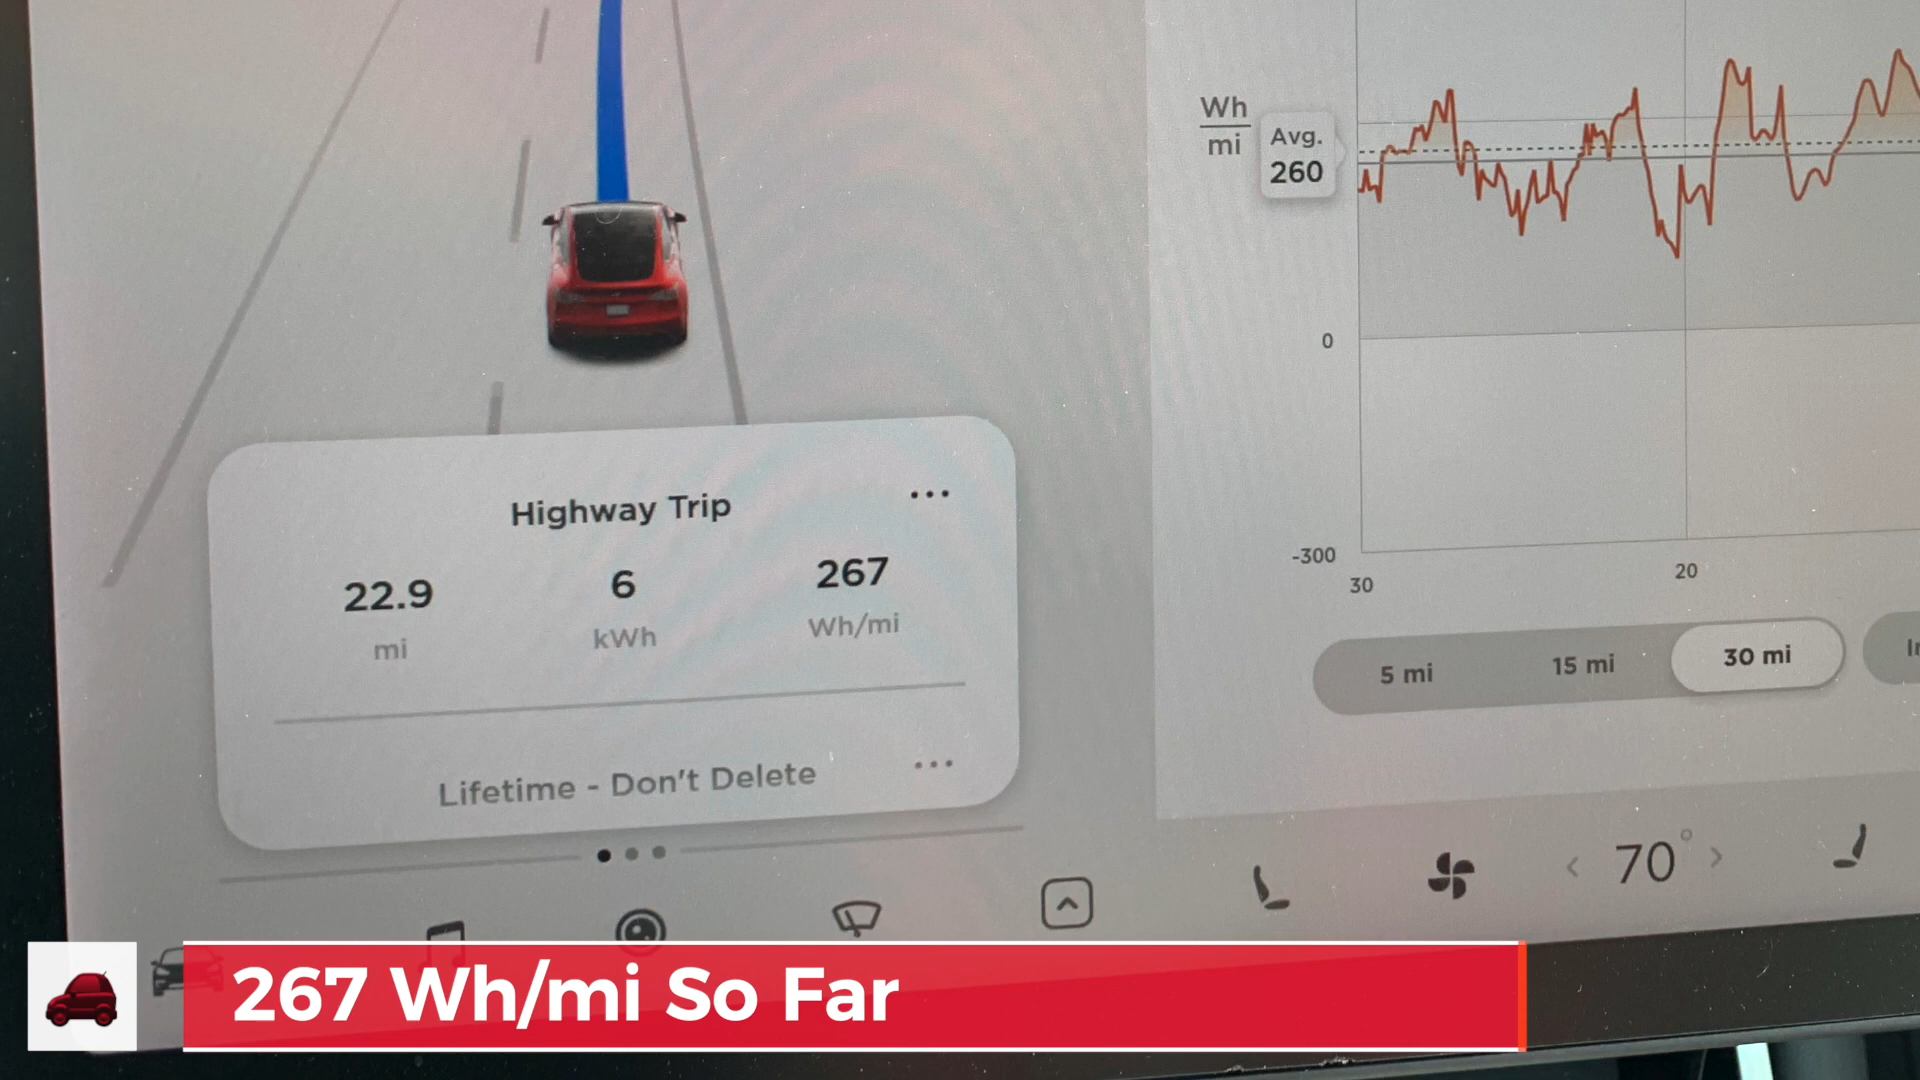 Wh
mi
Avg.
260
0
-300
30
20
5 mi
15 mi
30 mi
Highway Trip
22.9
6
267
mi
kWh
Wh/mi
Lifetime - Don't Delete
70°
267 Wh/mi So Far